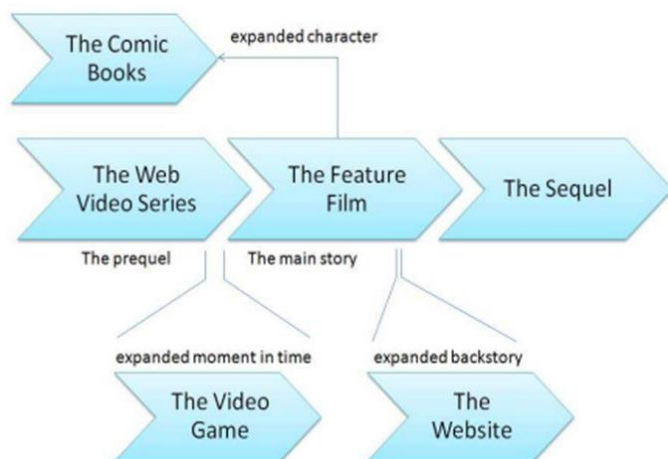 The Comic
Books
expanded character
The Web
Video Series
The Feature
Film
The Sequel
The prequel
The main story
expanded moment in time
expanded backstory
The Video
Game
The
Website